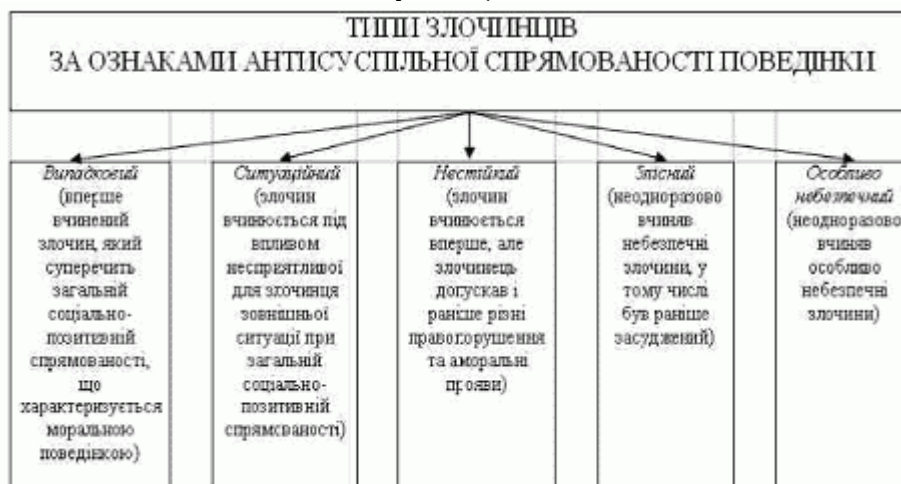 ТИПИ ЗЛОЧИНЦІВ
ЗА ОЗНАКАМИ АНТИСУСПІЛЬНОЇ СПРЯМОВАНОСТІ ПОВЕДІНКИ
Випадковий
(вперше
вчинений
злочин, який
суперечить
загальній
соціально-
позитивній
спрямованості,
що
характеризується
моральною
поведінкою)
Ситуаційний
(злочин
вчинюється під
впливом
несприятливої
для злочинця
зовнішньої
ситуації при
загальній
соціально-
позитивній
спрямованості)
Нестійкий
(злочин
вчинюється
вперше, але
злочинець
допускав і
раніше різні
правопорушення
та аморальні
прояви)
Злісний
(неодноразово
вчиняв
небезпечні
злочини, у
тому числі
був раніше
засуджений)
Особливо
небезпечний
(неодноразово
вчиняв
особливо
небезпечні
злочини)